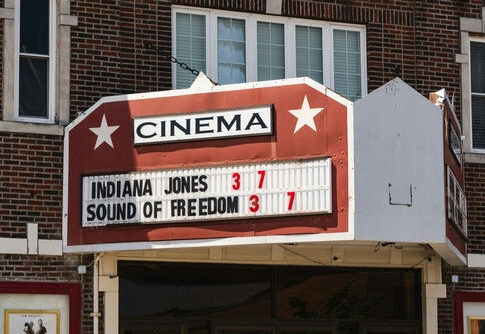 CINEMA
INDIANA JONES 3 7
SOUND OF FREEDOM 3 7